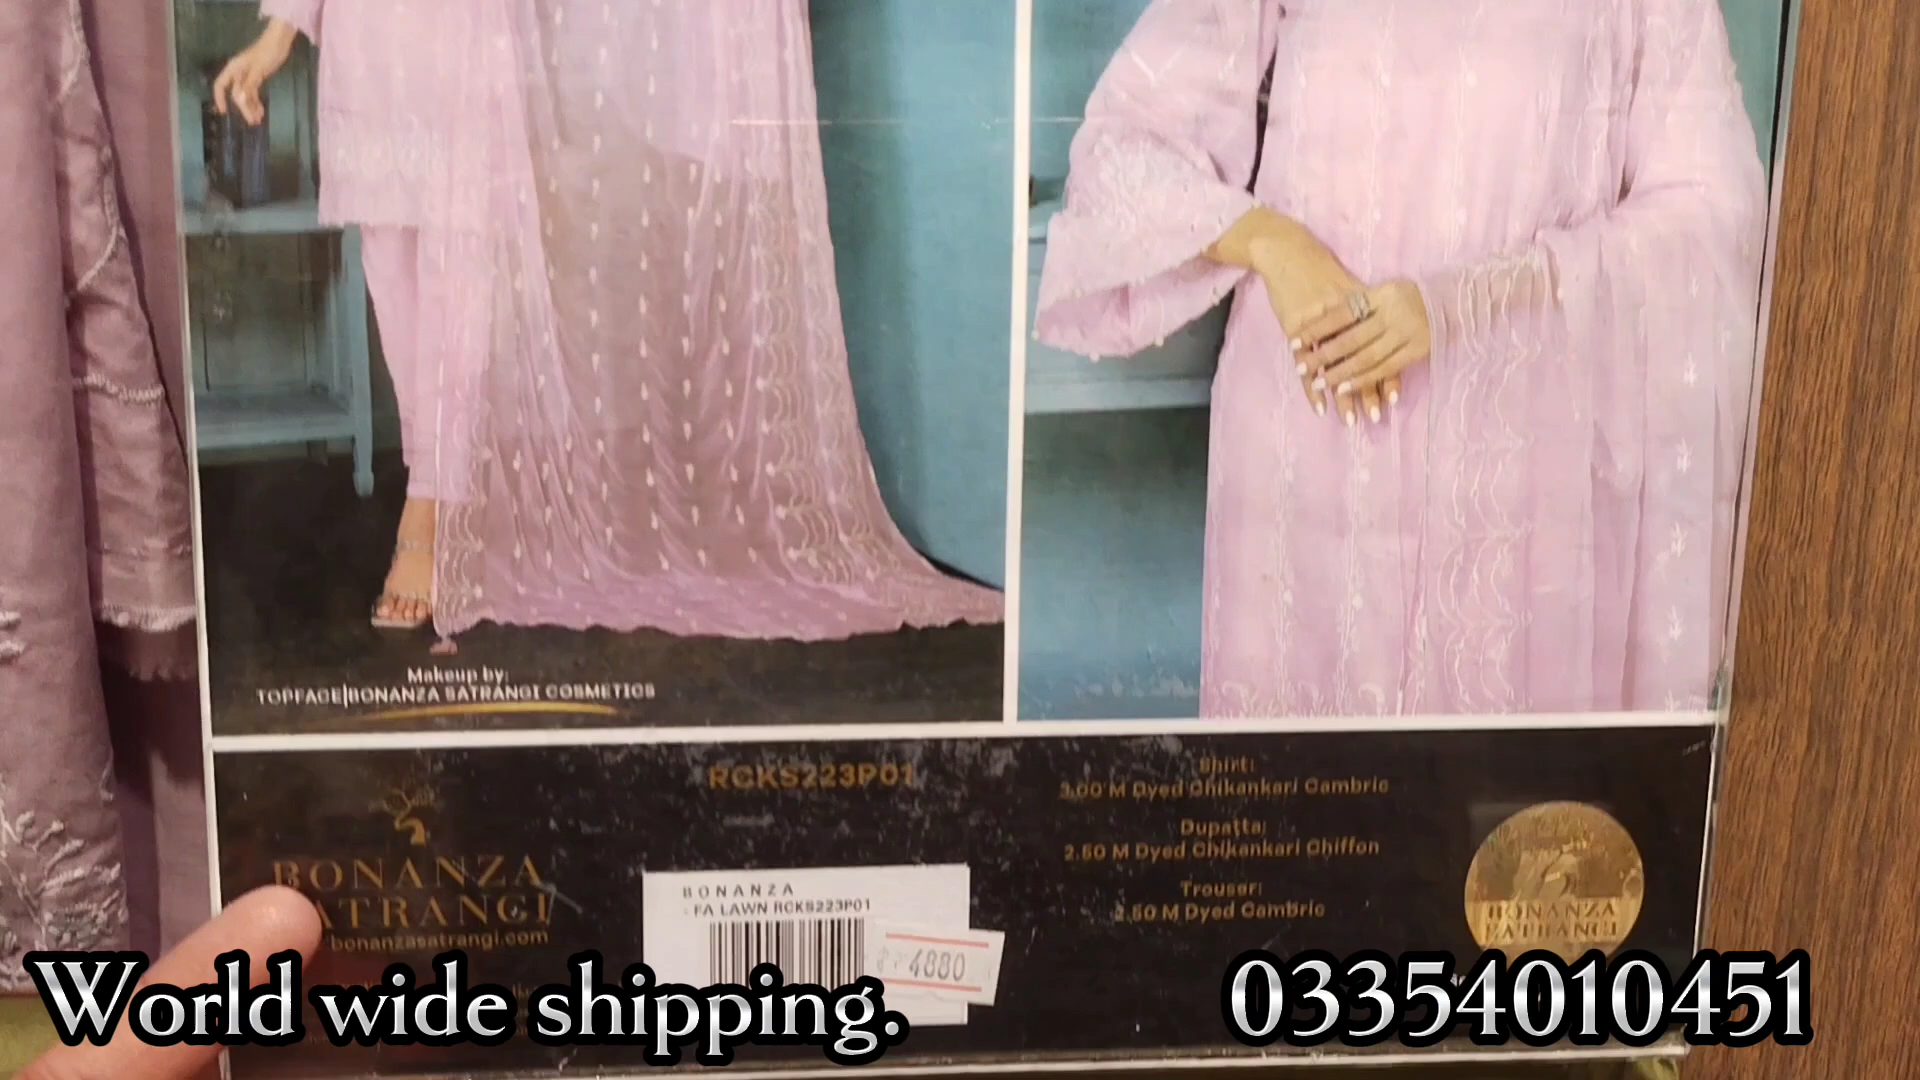 Makeup by:
TOPFACE|BONANZA SATRANGI COSMETICS
RCKS223P01
Shirt:
3.00 M Dyed Chikankari Cambric
Dupatta:
2.50 M Dyed Chikankari Chiffon
Trouser:
2.50 M Dyed Cambric
BONANZA
SATRANGI
bonanzasatrangi.com
BONANZA
- FA LAWN RCKS223P01
4880
BONANZA
SATRANGI
World wide shipping.
03354010451